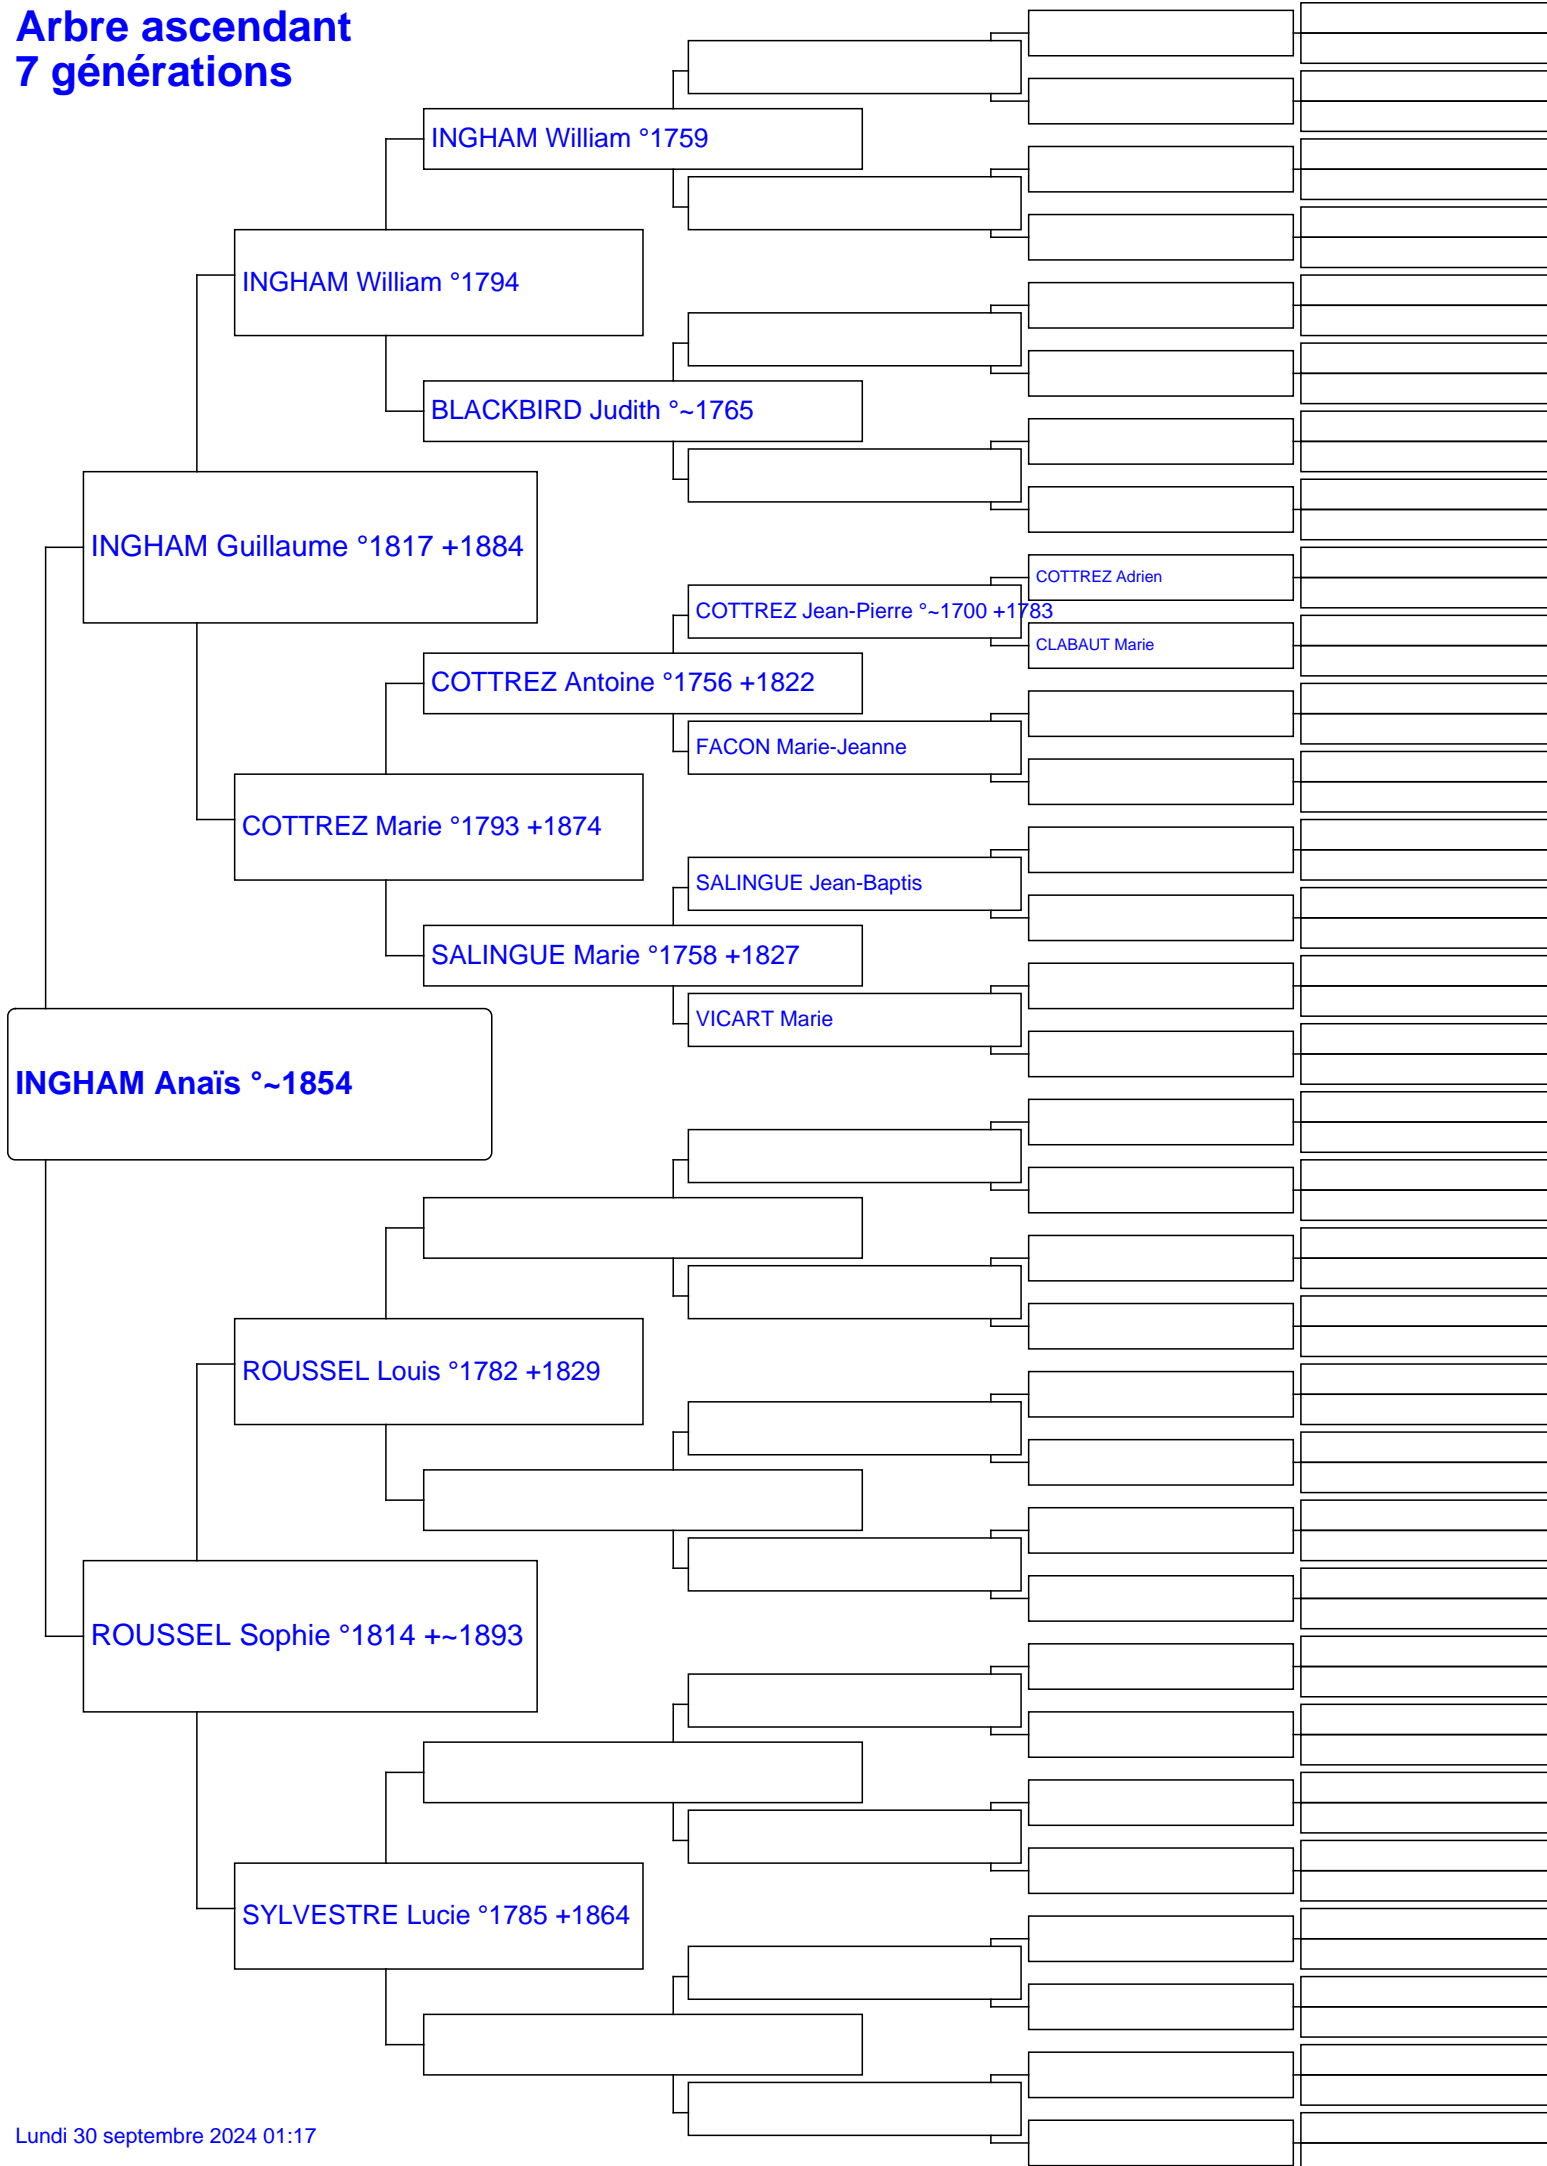 Arbre ascendant
7 générations
INGHAM William °1759
INGHAM William °1794
BLACKBIRD Judith °~1765
INGHAM Guillaume °1817 +1884
COTTREZ Adrien
COTTREZ Jean-Pierre °~1700 +1783
CLABAUT Marie
COTTREZ Antoine °1756 +1822
FACON Marie-Jeanne
COTTREZ Marie °1793 +1874
SALINGUE Jean-Baptis
SALINGUE Marie °1758 +1827
VICART Marie
INGHAM Anaïs °~1854
ROUSSEL Louis °1782 +1829
ROUSSEL Sophie °1814 +~1893
SYLVESTRE Lucie °1785 +1864
Lundi 30 septembre 2024 01:17